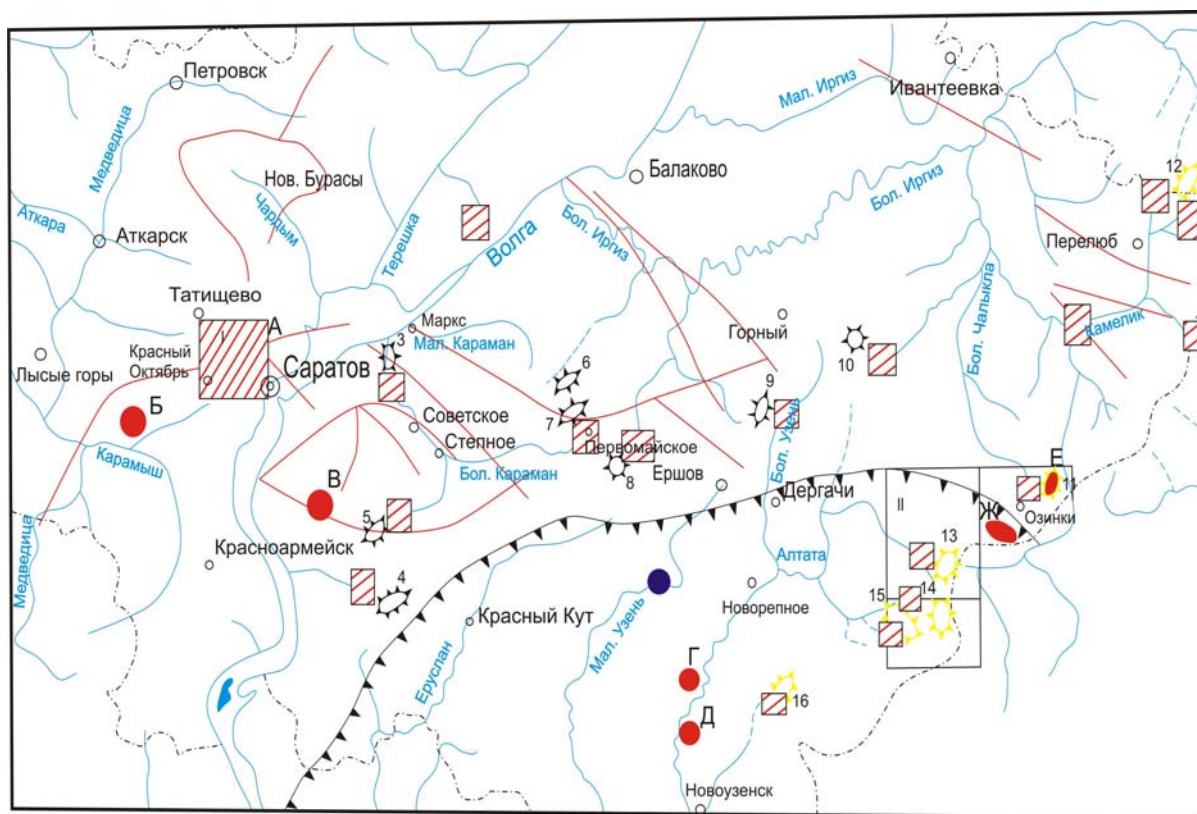 Петровск
Ивантеевка
Мал. Иргиз
Медведица
Балаково
12
Нов. Бурасы
Чардым
Терешка
Волга
Бол. Иргиз
Бол. Иргиз
Аткара
Аткарск
Перелюб
Татищево
I
А
Маркс
Мал. Караман
3
Горный
Бол. Чалыкла
Камелик
Красный
Октябрь
Лысые горы
Саратов
6
10
9
7
Б
Советское
Степное
Первомайское
Бол. Узень
Карамыш
Бол. Караман
8
Ершов
В
Дергачи
Е
11
II
Ж
Озинки
5
Красноармейск
13
Алтата
4
Медведица
Новорепное
14
15
Красный Кут
Мал. Узень
Еруслан
Г
16
Д
Новоузенск